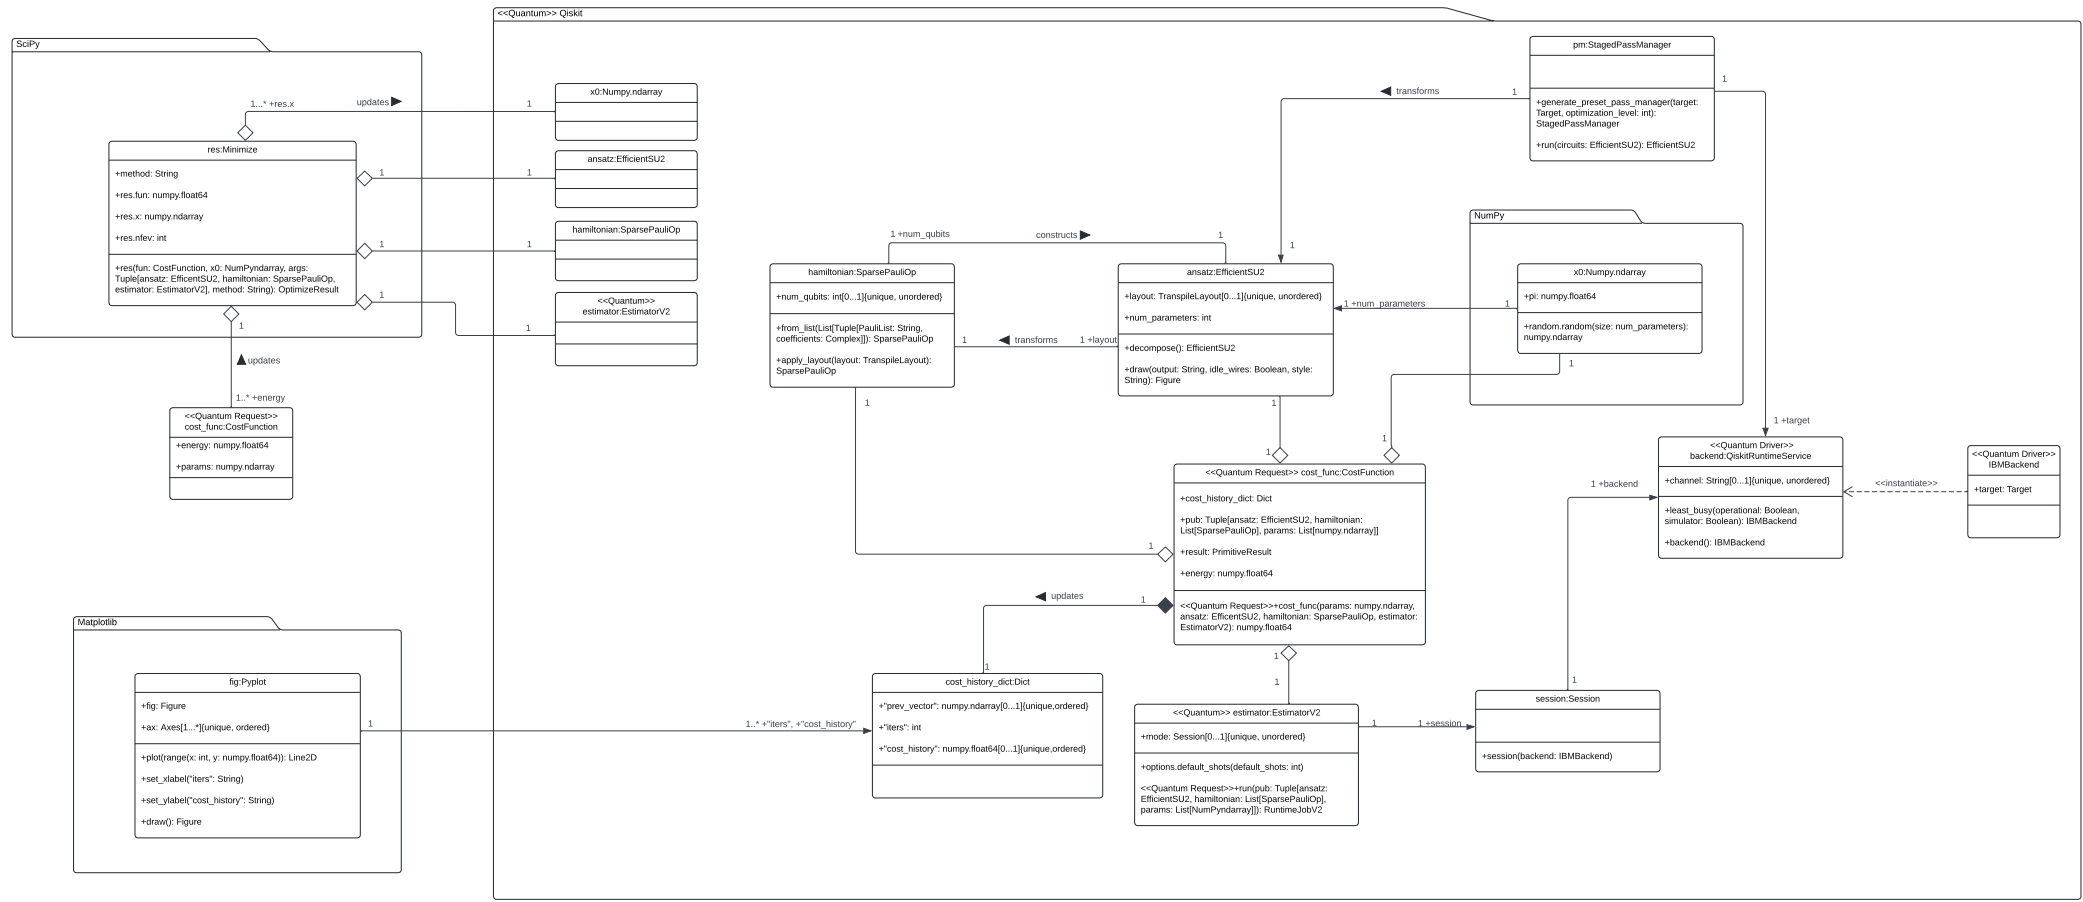 <<Quantum>> Qiskit
SciPy
1...* +res.x
updates
1
res:Minimize
+method: String
+res.fun: numpy.float64
+res.x: numpy.ndarray
+res.nfev: int
+res(fun: CostFunction, x0: NumPyndarray, args:
Tuple[ansatz: EfficentSU2, hamiltonian: SparsePauliOp,
estimator: EstimatorV2], method: String): OptimizeResult
1
1
1
1
1
1
1
updates
1..* +energy
<<Quantum Request>>
cost_func:CostFunction
+energy: numpy.float64
+params: numpy.ndarray
x0:Numpy.ndarray
ansatz:EfficientSU2
hamiltonian:SparsePauliOp
<<Quantum>>
estimator:EstimatorV2
pm:StagedPassManager
+generate_preset_pass_manager(target:
Target, optimization_level: int):
StagedPassManager
+run(circuits: EfficientSU2): EfficientSU2
transforms
1
1
1
1 +num_qubits
constructs
1
hamiltonian:SparsePauliOp
+num_qubits: int[0...1]{unique, unordered}
+from_list(List[Tuple[PauliList: String,
coefficients: Complex]]): SparsePauliOp
+apply_layout(layout: TranspileLayout):
SparsePauliOp
1
transforms
1 +layout
ansatz:EfficientSU2
+layout: TranspileLayout[0...1]{unique, unordered}
+num_parameters: int
+decompose(): EfficientSU2
+draw(output: String, idle_wires: Boolean, style:
String): Figure
1 +num_parameters
1
NumPy
x0:Numpy.ndarray
+pi: numpy.float64
+random.random(size: num_parameters):
numpy.ndarray
1
1
1
1
1
1
1 +target
<<Quantum Request>> cost_func:CostFunction
+cost_history_dict: Dict
+pub: Tuple[ansatz: EfficientSU2, hamiltonian:
List[SparsePauliOp], params: List[numpy.ndarray]]
+result: PrimitiveResult
+energy: numpy.float64
<<Quantum Request>>+cost_func(params: numpy.ndarray,
ansatz: EfficentSU2, hamiltonian: SparsePauliOp, estimator:
EstimatorV2): numpy.float64
<<Quantum Driver>>
backend:QiskitRuntimeService
+channel: String[0...1]{unique, unordered}
+least_busy(operational: Boolean,
simulator: Boolean): IBMBackend
+backend(): IBMBackend
<<instantiate>>
<<Quantum Driver>>
IBMBackend
+target: Target
1 +backend
1
updates
1
1
1
1
Matplotlib
fig:Pyplot
+fig: Figure
+ax: Axes[1...*]{unique, ordered}
+plot(range(x: int, y: numpy.float64)): Line2D
+set_xlabel("iters": String)
+set_ylabel("cost_history": String)
+draw(): Figure
1
1..* +"iters", +"cost_history"
cost_history_dict:Dict
+"prev_vector": numpy.ndarray[0...1]{unique,ordered}
+"iters": int
+"cost_history": numpy.float64[0...1]{unique,ordered}
<<Quantum>> estimator:EstimatorV2
+mode: Session[0...1]{unique, unordered}
+options.default_shots(default_shots: int)
<<Quantum Request>>+run(pub: Tuple[ansatz:
EfficientSU2, hamiltonian: List[SparsePauliOp],
params: List[NumPyndarray]]): RuntimeJobV2
1
1 +session
session:Session
+session(backend: IBMBackend)